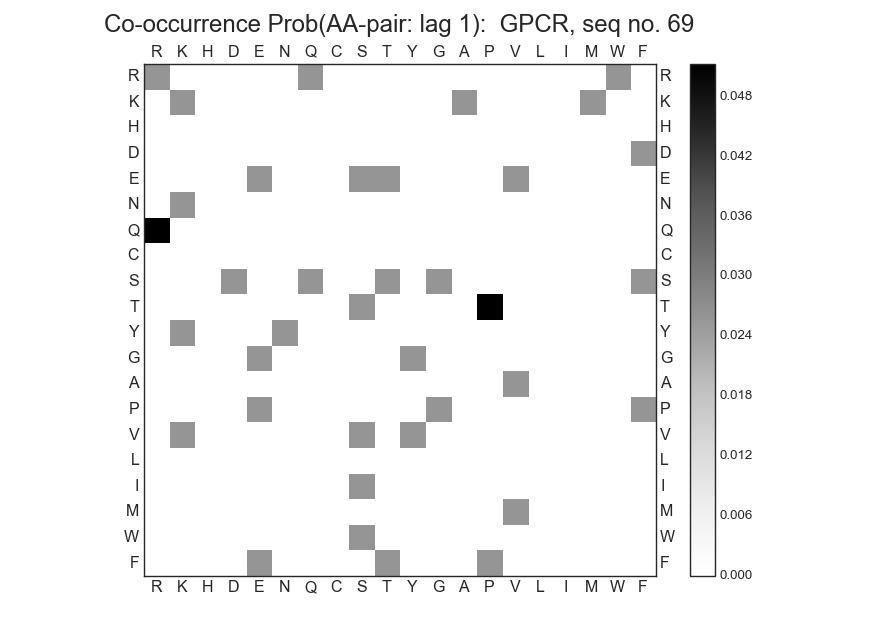 Co-occurrence Prob(AA-pair: lag 1):  GPCR, seq no. 69
R K H D E N Q C S T Y G A P V L I M W F
R R
K K
H H
D D
E E
N N
Q Q
C C
S S
T T
Y Y
G G
A A
P P
V V
L L
I I
M M
W W
F F
R K H D E N Q C S T Y G A P V L I M W F
0.048
0.042
0.036
0.030
0.024
0.018
0.012
0.006
0.000